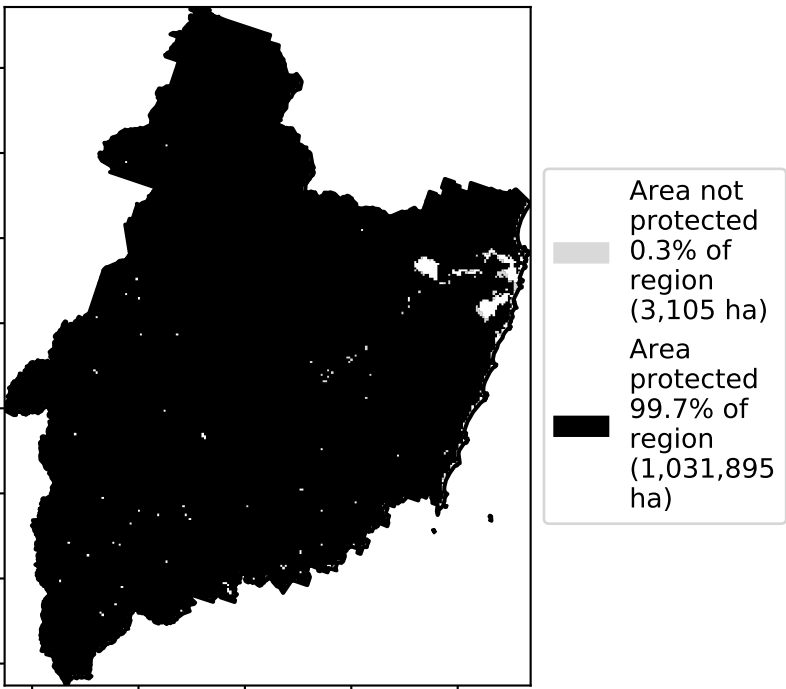 Area not
protected
0.3% of
region
(3,105 ha)
Area
protected
99.7% of
region
(1,031,895
ha)